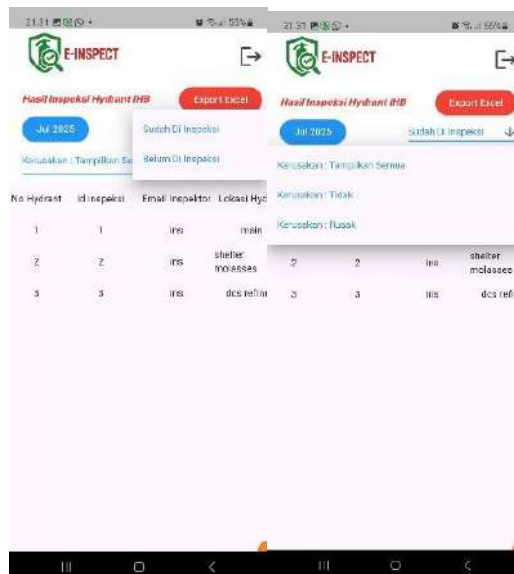 21.31
55%
E-INSPECT
Hasil Inspeksi Hydrant IHB
Export Excel
Jul 2025
Sudah Di Inspeksi
Belum Di Inspeksi
Kerusakan : Tampilkan Se
No Hydrant Id Inspeksi Email Inspektor Lokasi Hyd
1 1 ins main
2 2 ins shelter molasses
3 3 ins dcs refin
21.31
55%
E-INSPECT
Hasil Inspeksi Hydrant IHB
Export Excel
Jul 2025
Sudah Di Inspeksi
Kerusakan : Tampilkan Semua
Kerusakan : Tidak
Kerusakan : Rusak
2 2 ins shelter molasses
3 3 ins dcs refi